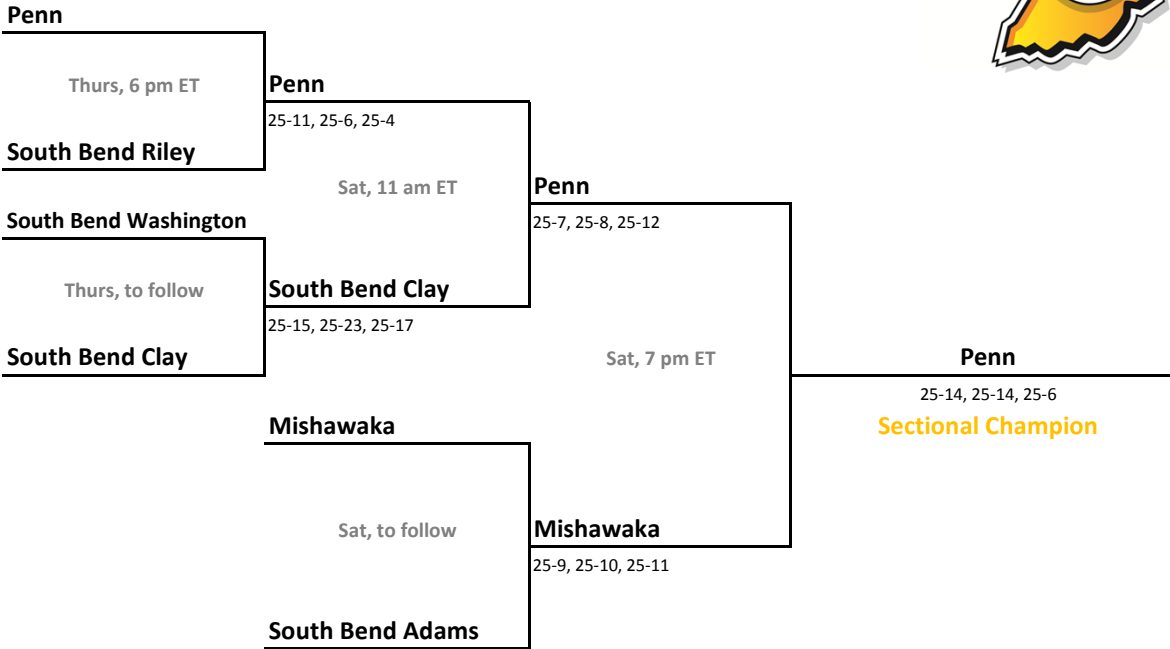 Penn
Thurs, 6 pm ET
Penn
25-11, 25-6, 25-4
South Bend Riley
Sat, 11 am ET
Penn
South Bend Washington
25-7, 25-8, 25-12
Thurs, to follow
South Bend Clay
25-15, 25-23, 25-17
South Bend Clay
Sat, 7 pm ET
Penn
25-14, 25-14, 25-6
Mishawaka
Sectional Champion
Sat, to follow
Mishawaka
25-9, 25-10, 25-11
South Bend Adams